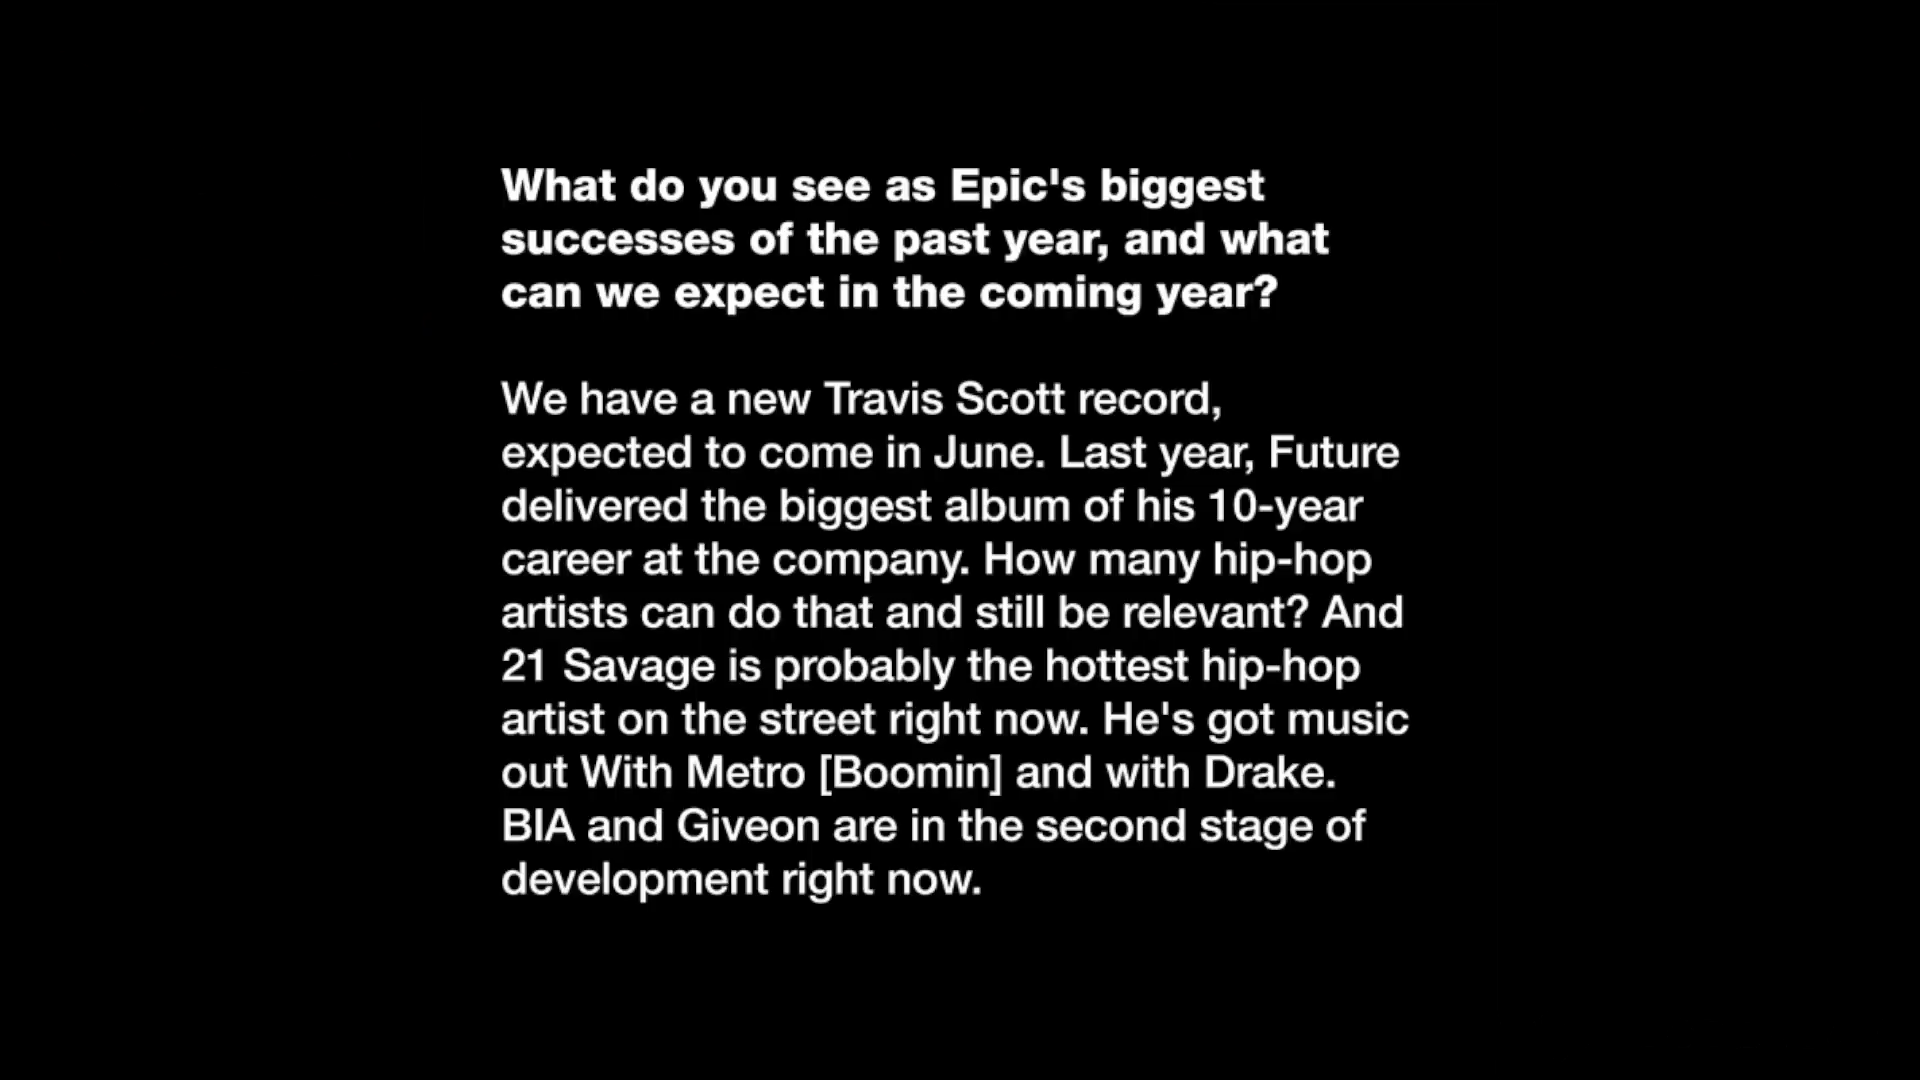 What do you see as Epic's biggest
successes of the past year, and what
can we expect in the coming year?
We have a new Travis Scott record,
expected to come in June. Last year, Future
delivered the biggest album of his 10-year
career at the company. How many hip-hop
artists can do that and still be relevant? And
21 Savage is probably the hottest hip-hop
artist on the street right now. He's got music
out With Metro [Boomin] and with Drake.
BIA and Giveon are in the second stage of
development right now.